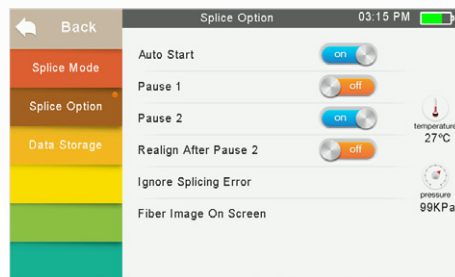 Back
Splice Option
03:15 PM
Splice Mode
Splice Option
Data Storage
Auto Start
on
Pause 1
off
Pause 2
on
Realign After Pause 2
off
Ignore Splicing Error
Fiber Image On Screen
temperature
27℃
pressure
99KPa